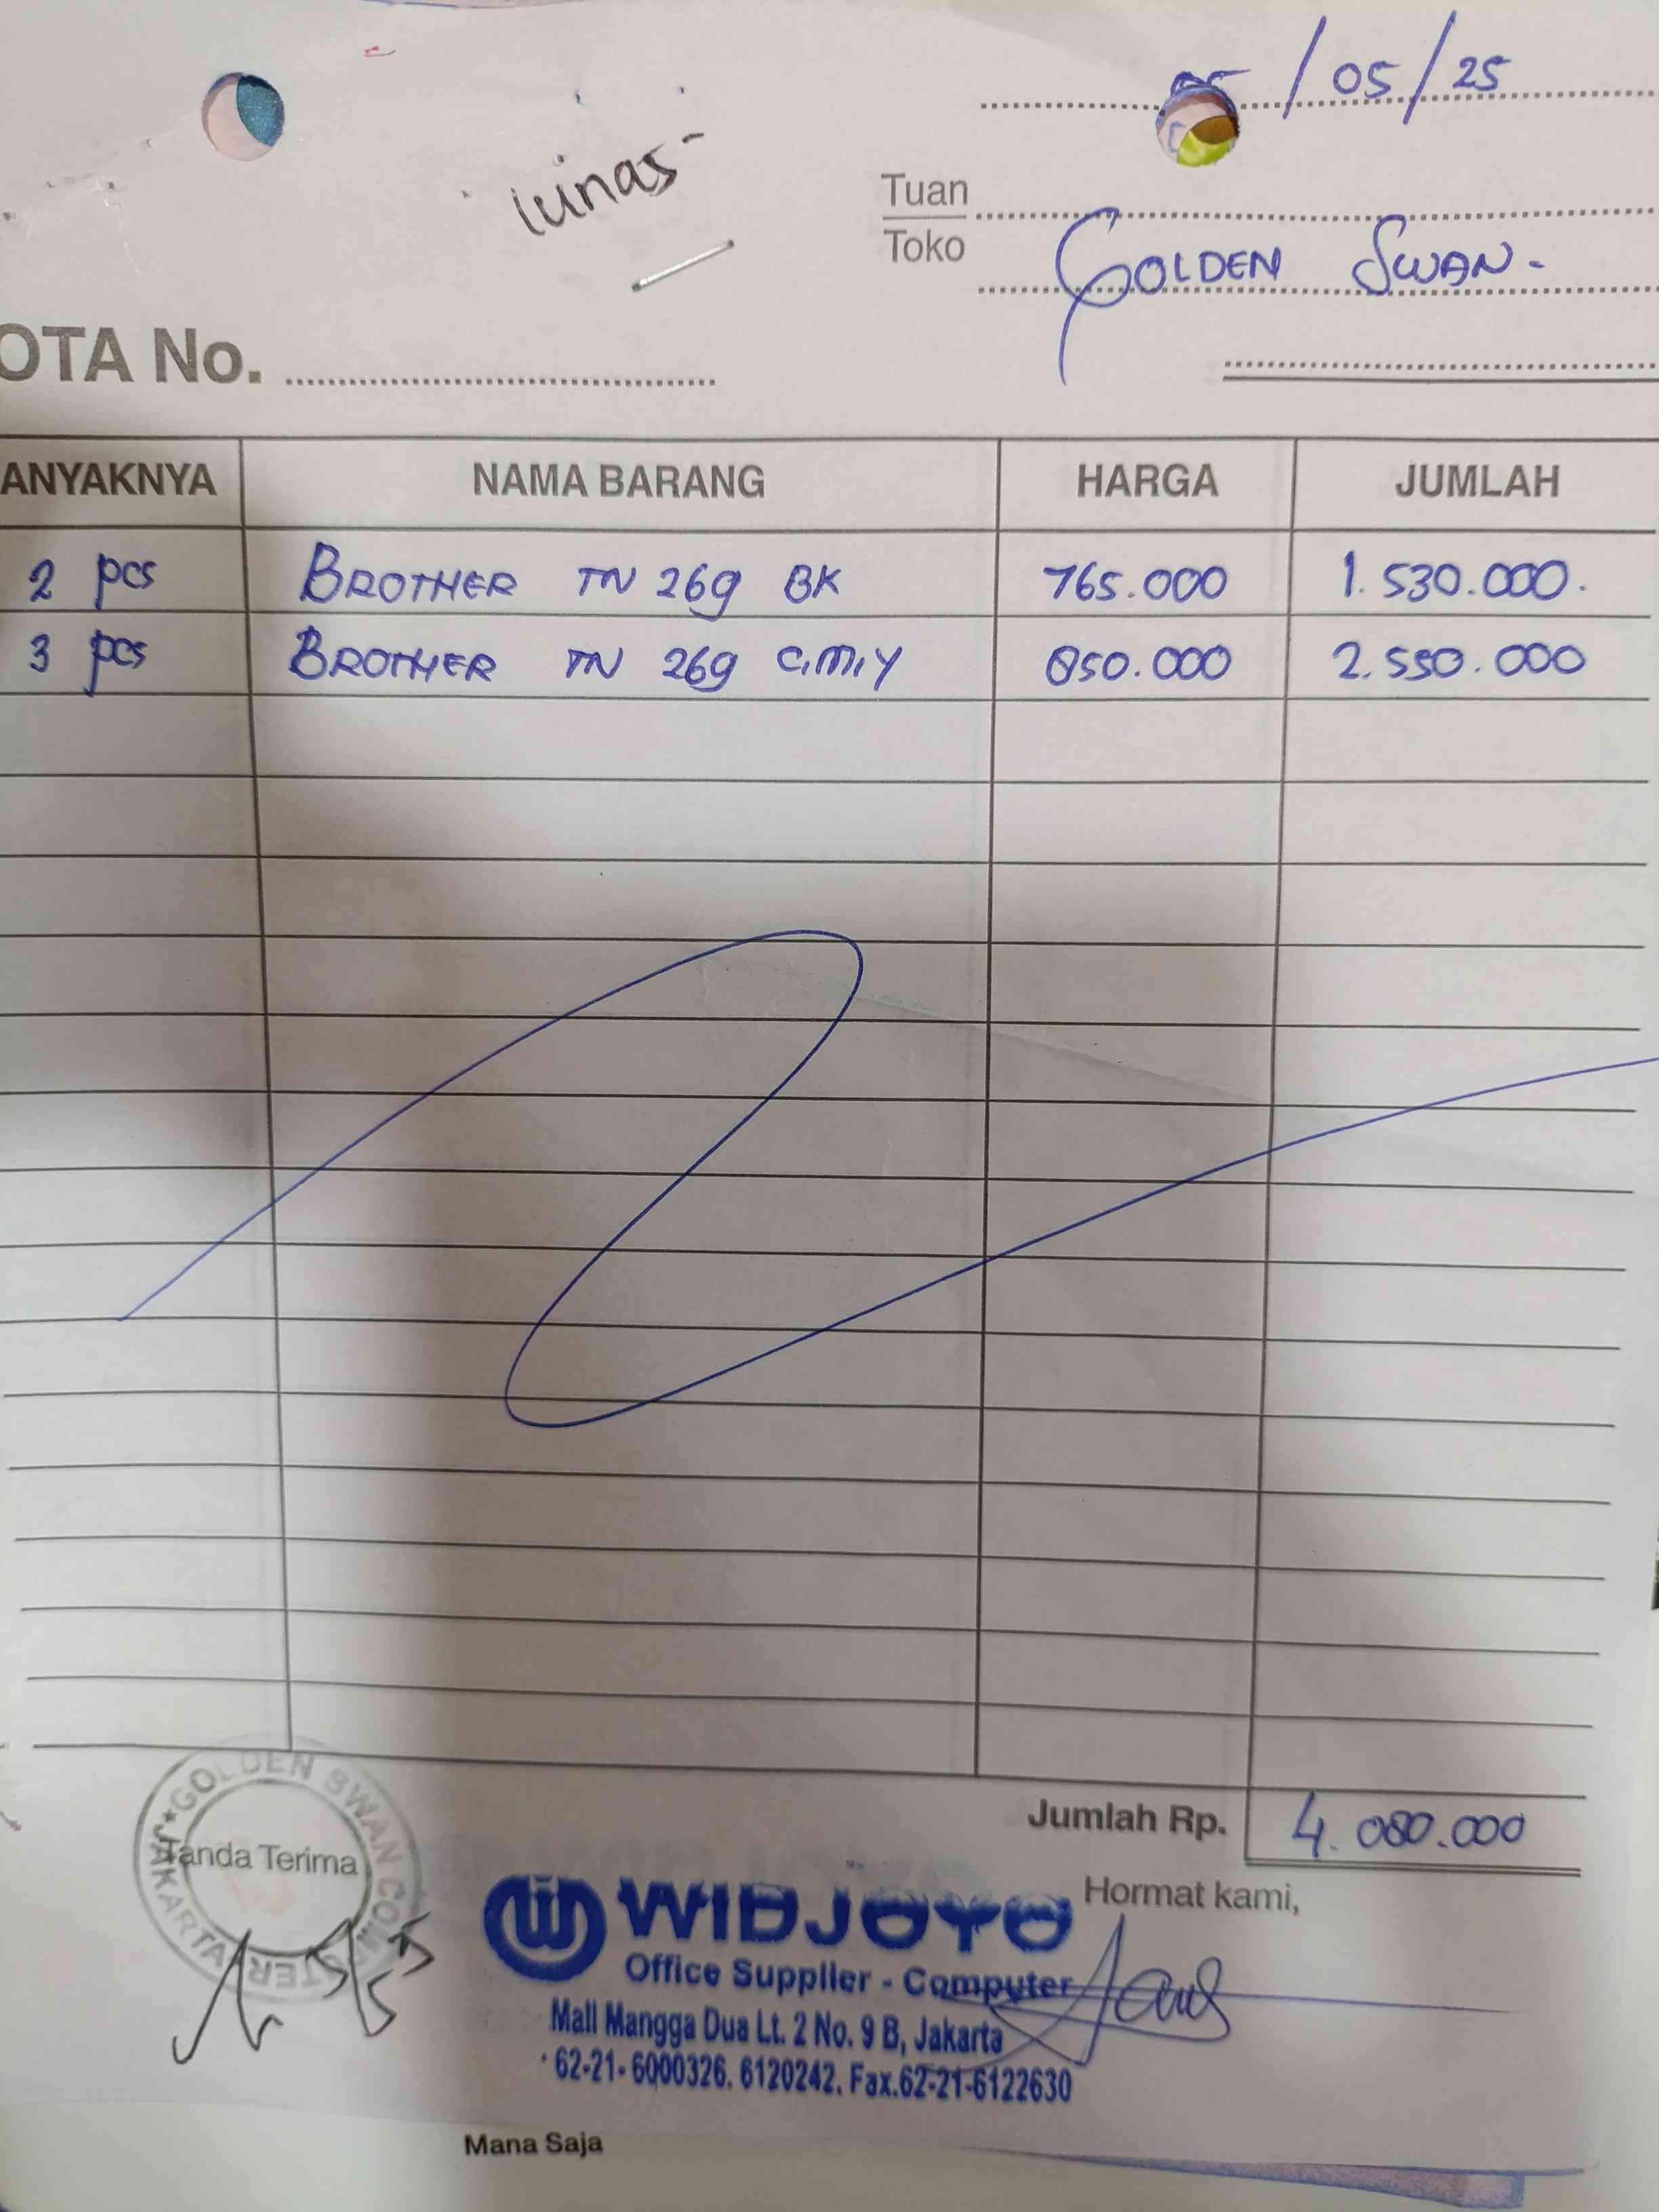 / 05 / 25
lunas -
Tuan
Toko
GOLDEN SWAN -
OTA No.
ANYAKNYA NAMA BARANG HARGA JUMLAH
2 pcs BROTHER TN 269 BK 765.000 1.530.000.
3 pcs BROTHER TN 269 C,M,Y 850.000 2.550.000
Jumlah Rp. 4.080.000
GOLDEN SWAN
JAKARTA
Tanda Terima
Hormat kami,
WIDJOYO
Office Supplier - Computer
Mall Mangga Dua Lt. 2 No. 9 B, Jakarta
62-21-6000326. 6120242. Fax.62-21-6122630
Mana Saja